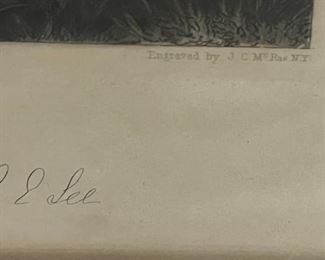 Engraved by J. C. McRae N.Y.
E Lee